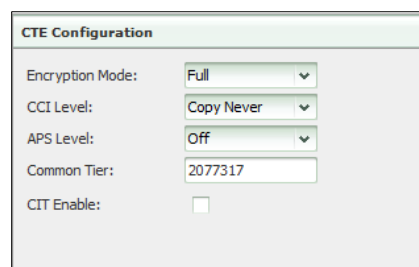 CTE Configuration
Encryption Mode: Full
CCI Level: Copy Never
APS Level: Off
Common Tier: 2077317
CIT Enable: